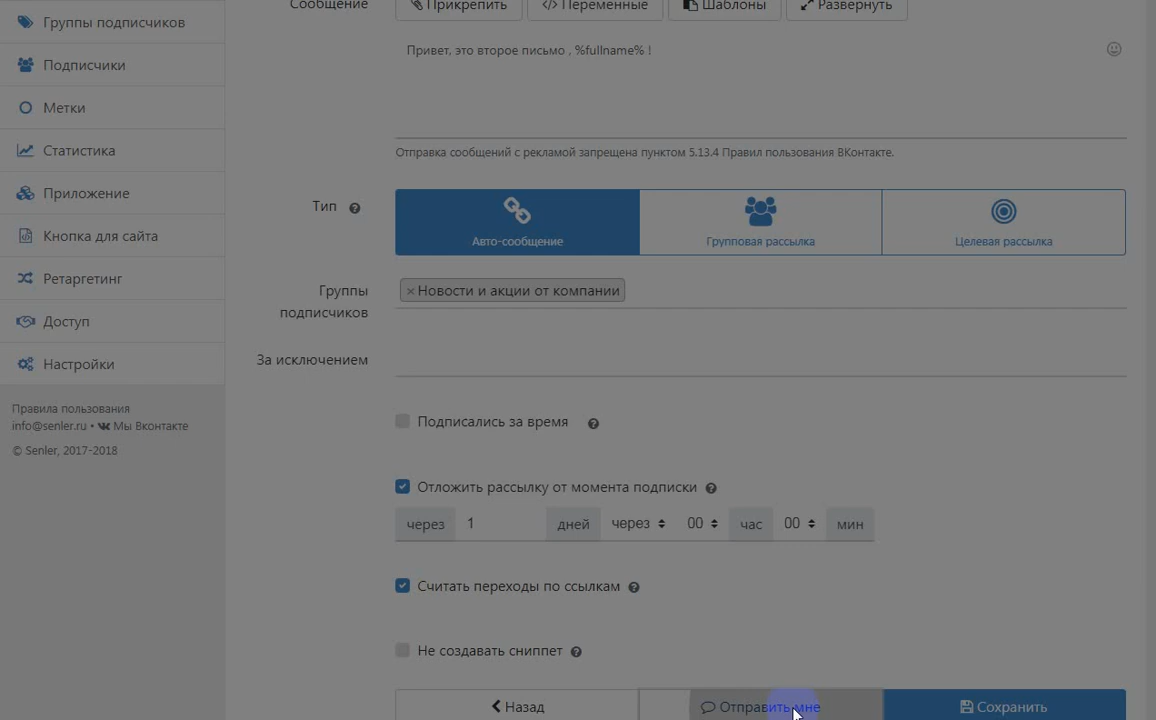 Группы подписчиков
Подписчики
Метки
Статистика
Приложение
Кнопка для сайта
Ретаргетинг
Доступ
Настройки
Правила пользования
info@senler.ru • Мы Вконтакте
© Senler, 2017-2018
Сообщение
Прикрепить </> Переменные Шаблоны Развернуть
Привет, это второе письмо , %fullname% !
Отправка сообщений с рекламой запрещена пунктом 5.13.4 Правил пользования ВКонтакте.
Тип
Авто-сообщение Групповая рассылка Целевая рассылка
Группы
подписчиков
× Новости и акции от компании
За исключением
Подписались за время
Отложить рассылку от момента подписки
через 1 дней через 00 час 00 мин
Считать переходы по ссылкам
Не создавать сниппет
Назад Отправить мне Сохранить